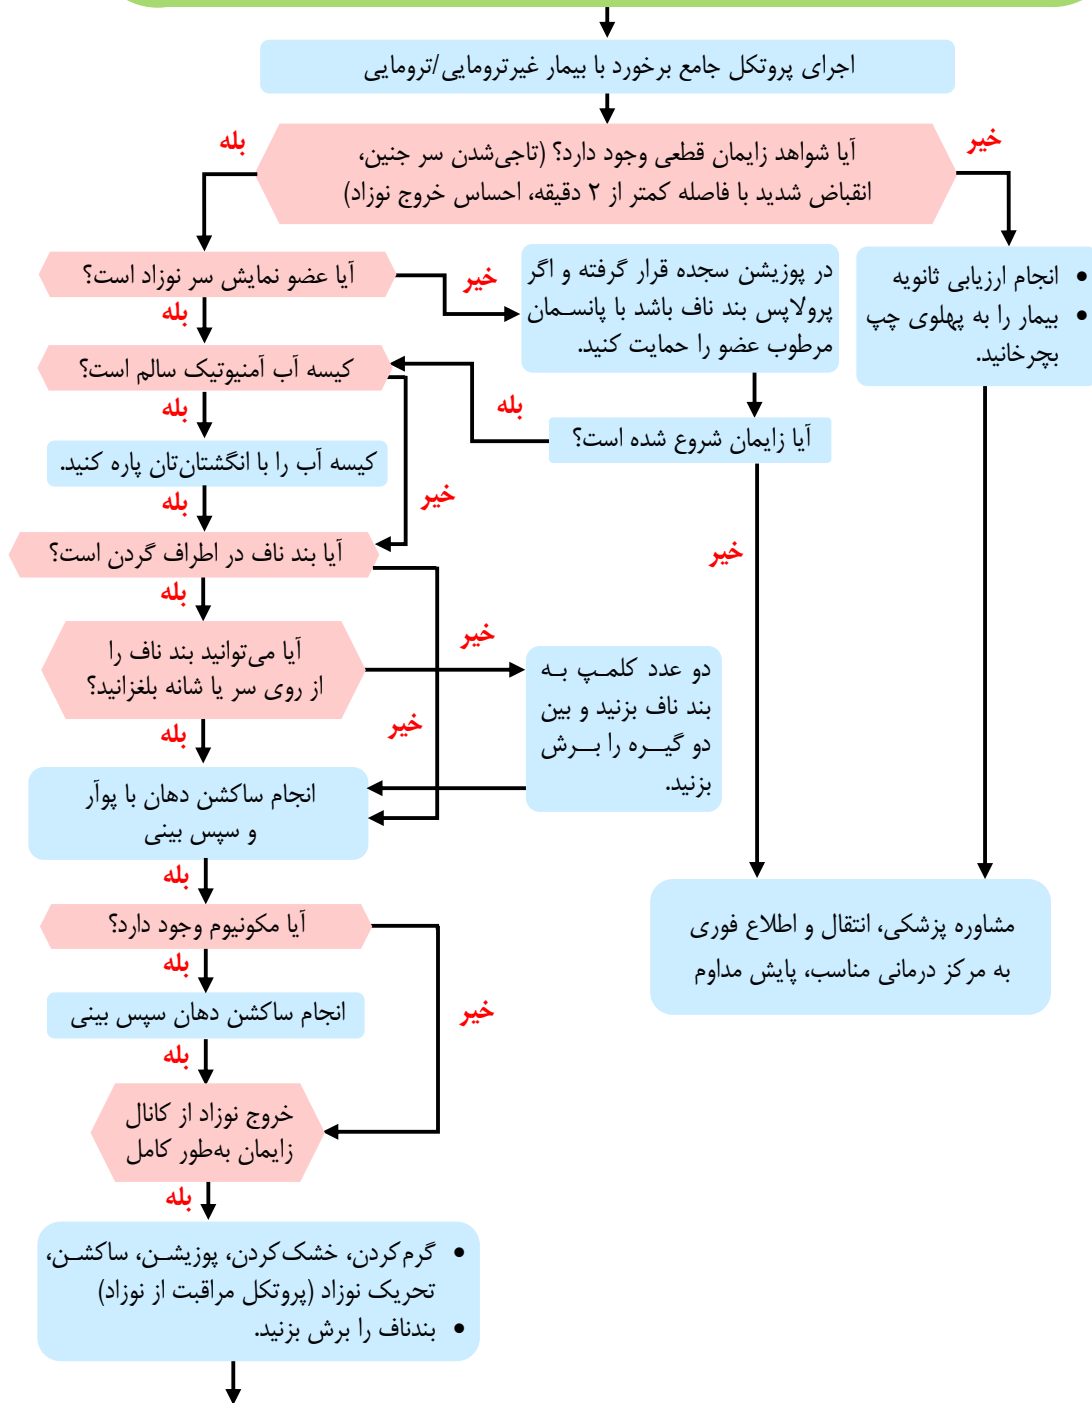 اجرای پروتکل جامع برخورد با بیمار غیرترومایی/ترومایی
خیر
بله
آیا شواهد زایمان قطعی وجود دارد؟ (تاجی‌شدن سر جنین،
انقباض شدید با فاصله کمتر از ۲ دقیقه، احساس خروج نوزاد)
• انجام ارزیابی ثانویه
• بیمار را به پهلوی چپ
بچرخانید.
در پوزیشن سجده قرار گرفته و اگر
پرولاپس بند ناف باشد با پانسمان
مرطوب عضو را حمایت کنید.
خیر
آیا عضو نمایش سر نوزاد است؟
بله
کیسه آب آمنیوتیک سالم است؟
بله
بله
آیا زایمان شروع شده است؟
خیر
کیسه آب را با انگشتان‌تان پاره کنید.
بله
خیر
آیا بند ناف در اطراف گردن است؟
بله
خیر
آیا می‌توانید بند ناف را
از روی سر یا شانه بلغزانید؟
دو عدد کلمپ به
بند ناف بزنید و بین
دو گیره را برش
بزنید.
خیر
بله
انجام ساکشن دهان با پوآر
و سپس بینی
بله
مشاوره پزشکی، انتقال و اطلاع فوری
به مرکز درمانی مناسب، پایش مداوم
آیا مکونیوم وجود دارد؟
بله
خیر
انجام ساکشن دهان سپس بینی
بله
خروج نوزاد از کانال
زایمان به‌طور کامل
بله
• گرم‌کردن، خشک‌کردن، پوزیشن، ساکشن،
تحریک نوزاد (پروتکل مراقبت از نوزاد)
• بندناف را برش بزنید.